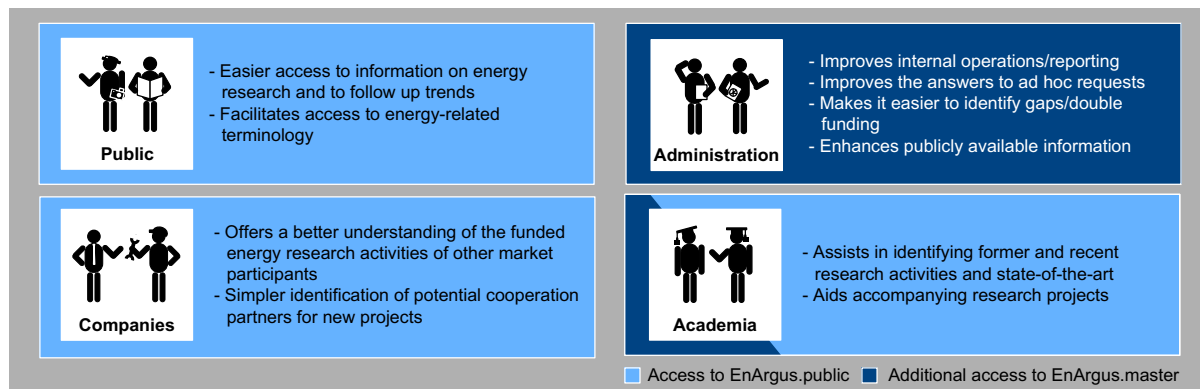 - Easier access to information on energy
research and to follow up trends
- Facilitates access to energy-related
terminology
Public
- Improves internal operations/reporting
- Improves the answers to ad hoc requests
- Makes it easier to identify gaps/double
funding
- Enhances publicly available information
Administration
- Offers a better understanding of the funded
energy research activities of other market
participants
- Simpler identification of potential cooperation
partners for new projects
Companies
- Assists in identifying former and recent
research activities and state-of-the-art
- Aids accompanying research projects
Academia
Access to EnArgus.public
Additional access to EnArgus.master